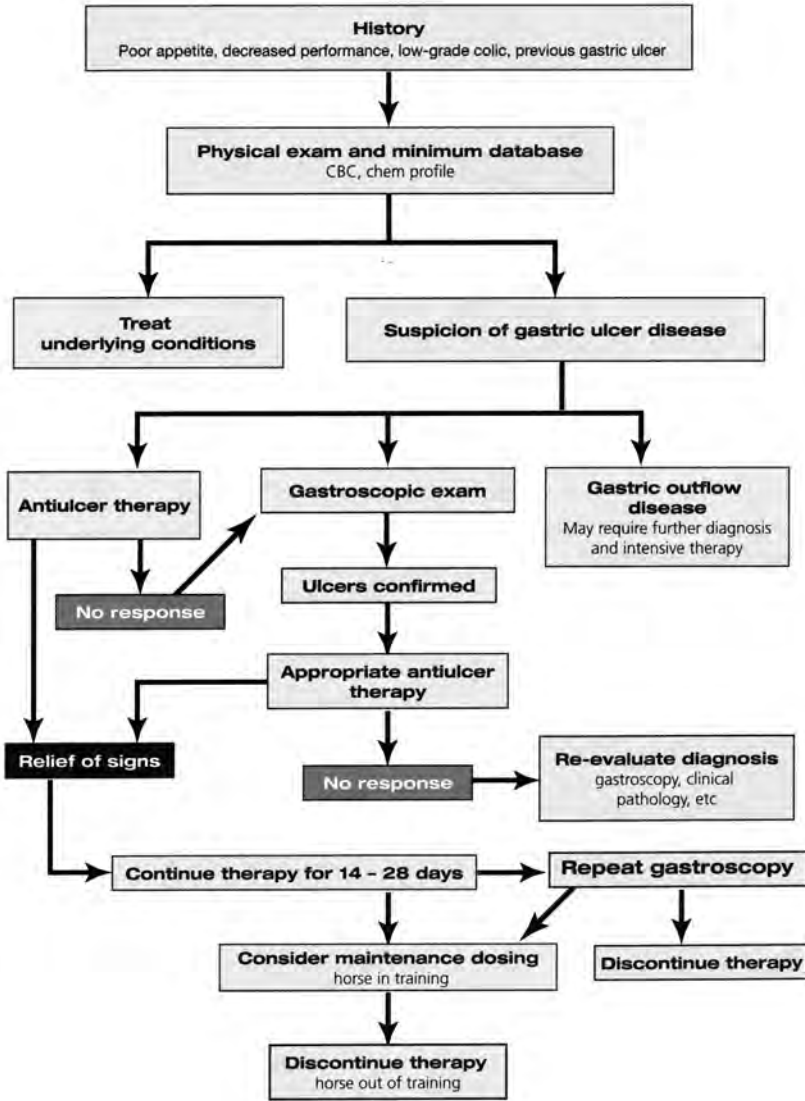 History
Poor appetite, decreased performance, low-grade colic, previous gastric ulcer
Physical exam and minimum database
CBC, chem profile
Treat
underlying conditions
Suspicion of gastric ulcer disease
Antiulcer therapy
Gastroscopic exam
Gastric outflow
disease
May require further diagnosis
and intensive therapy
No response
Ulcers confirmed
Appropriate antiulcer
therapy
Relief of signs
No response
Re-evaluate diagnosis
gastroscopy, clinical
pathology, etc
Continue therapy for 14 – 28 days
Repeat gastroscopy
Consider maintenance dosing
horse in training
Discontinue therapy
Discontinue therapy
horse out of training